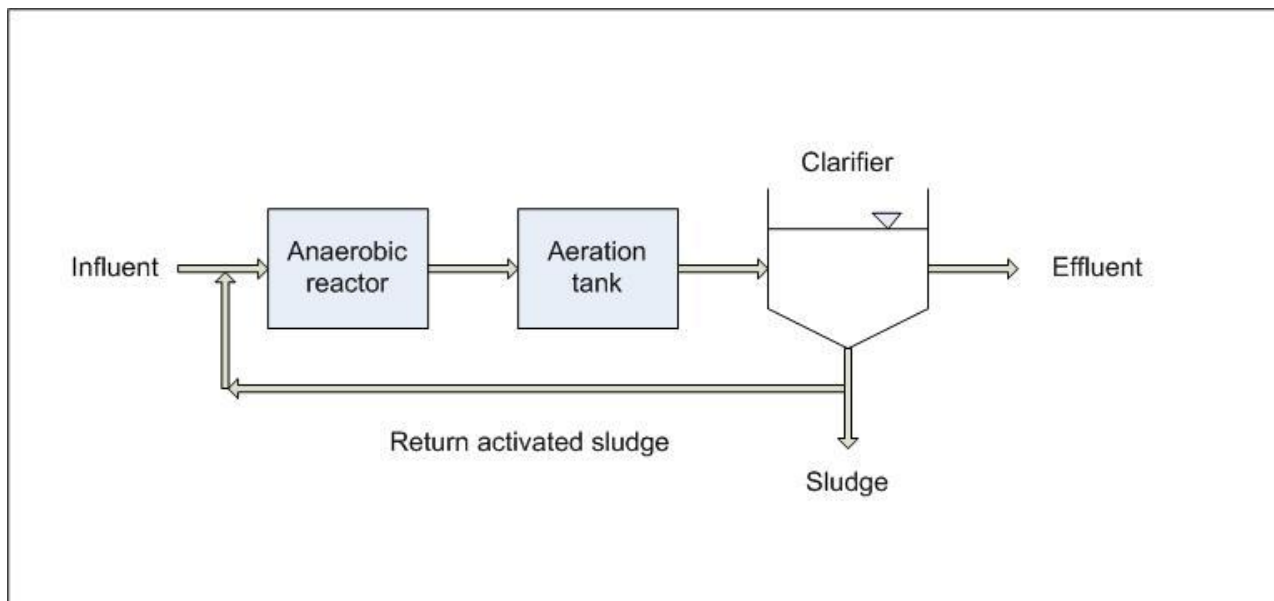 Clarifier
Influent
Anaerobic
reactor
Aeration
tank
Effluent
Return activated sludge
Sludge